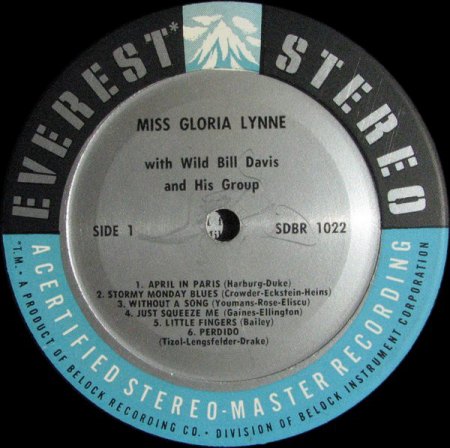 EVEREST* STEREO
MISS GLORIA LYNNE
with Wild Bill Davis
and His Group
SIDE 1 SDBR 1022
1. APRIL IN PARIS (Harburg-Duke)
2. STORMY MONDAY BLUES (Crowder-Eckstein-Heins)
3. WITHOUT A SONG (Youmans-Rose-Eliscu)
4. JUST SQUEEZE ME (Gaines-Ellington)
5. LITTLE FINGERS (Bailey)
6. PERDIDO
(Tizol-Lengsfelder-Drake)
A CERTIFIED STEREO-MASTER RECORDING
*T.M. • A PRODUCT OF BELOCK RECORDING CO. • DIVISION OF BELOCK INSTRUMENT CORPORATION